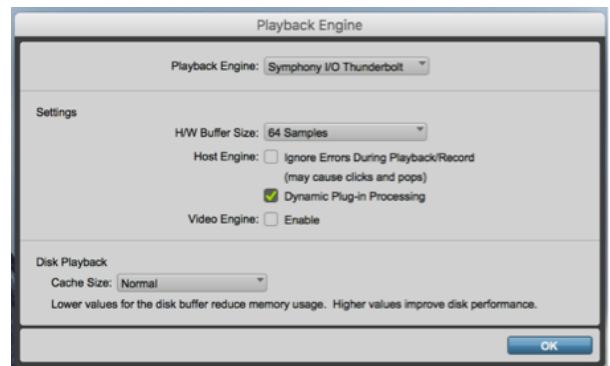 Playback Engine
Playback Engine: Symphony I/O Thunderbolt
Settings
H/W Buffer Size: 64 Samples
Host Engine: Ignore Errors During Playback/Record
(may cause clicks and pops)
Dynamic Plug-in Processing
Video Engine: Enable
Disk Playback
Cache Size: Normal
Lower values for the disk buffer reduce memory usage. Higher values improve disk performance.
OK